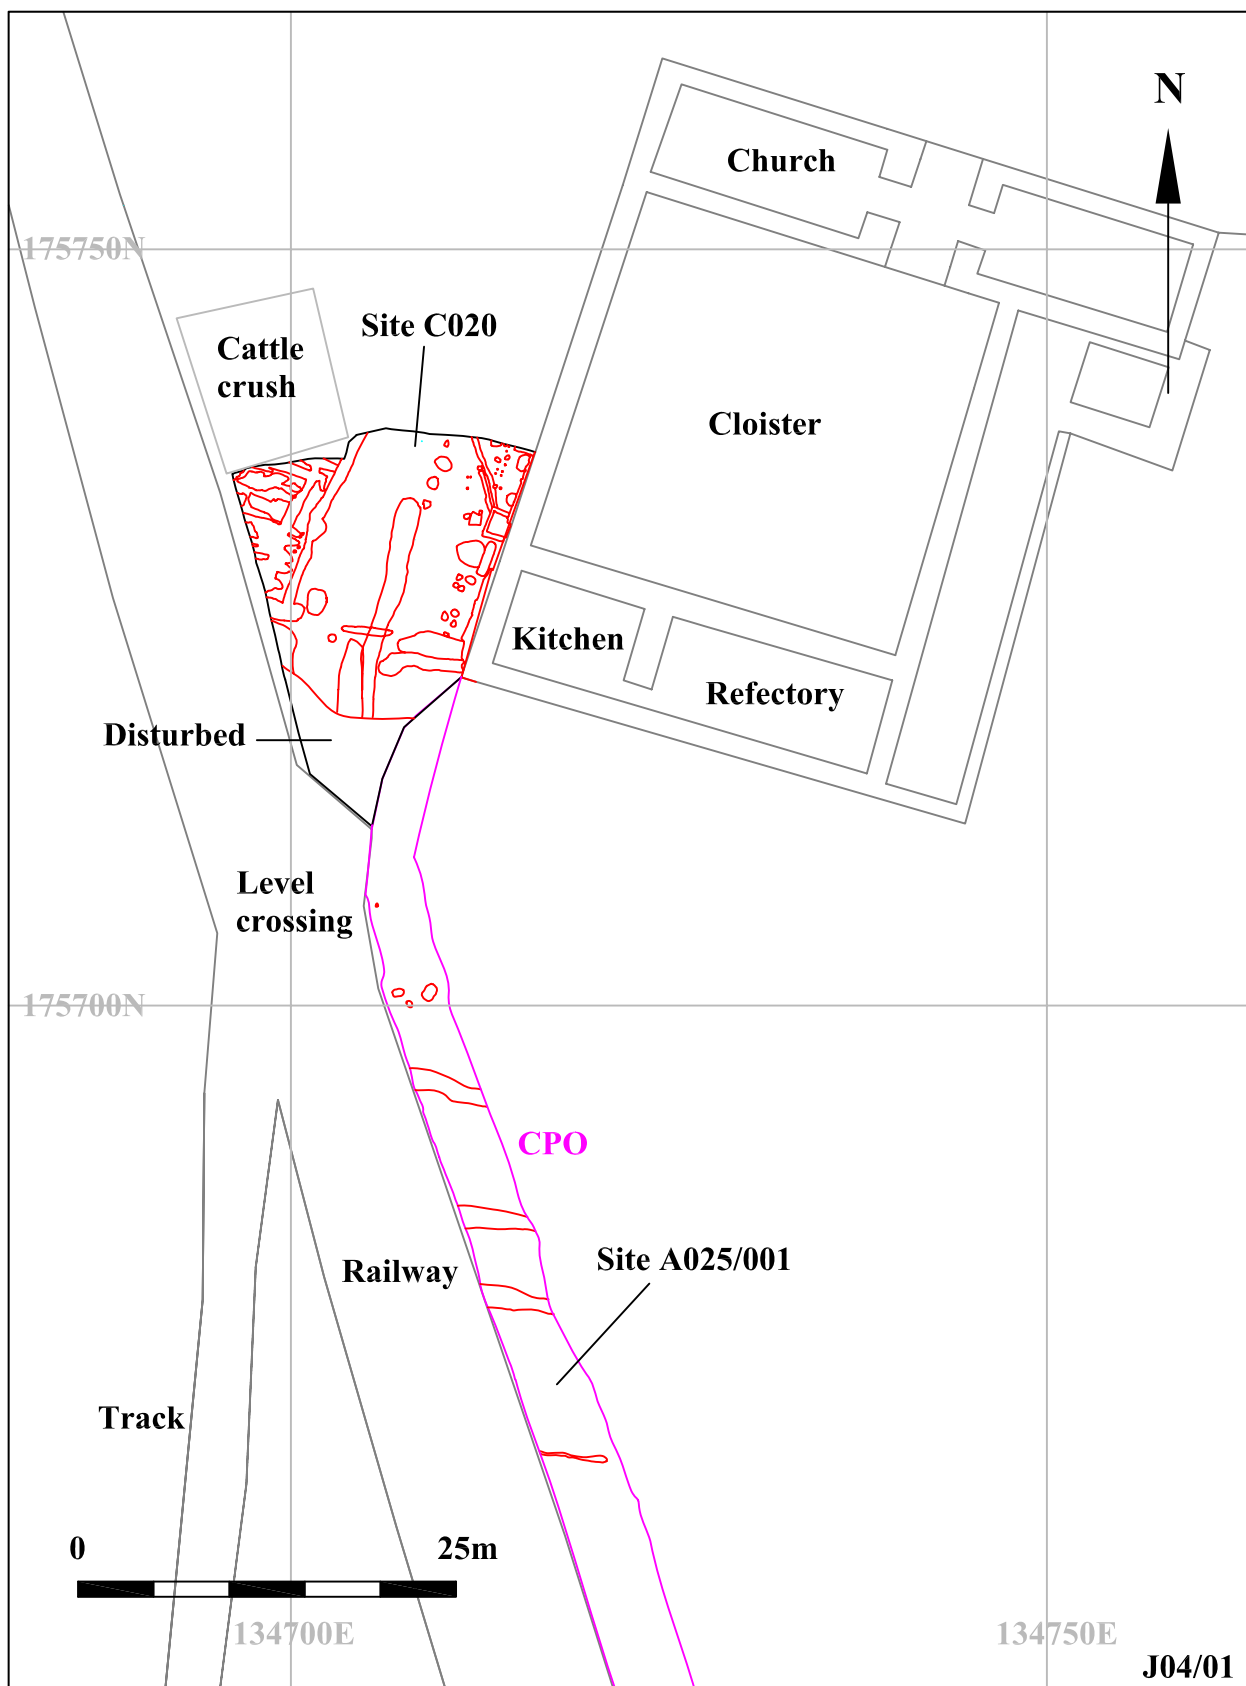 N
Church
175750N
Site C020
Cattle
crush
Cloister
Kitchen
Refectory
Disturbed
Level
crossing
175700N
CPO
Site A025/001
Railway
Track
0
25m
134700E
134750E
J04/01